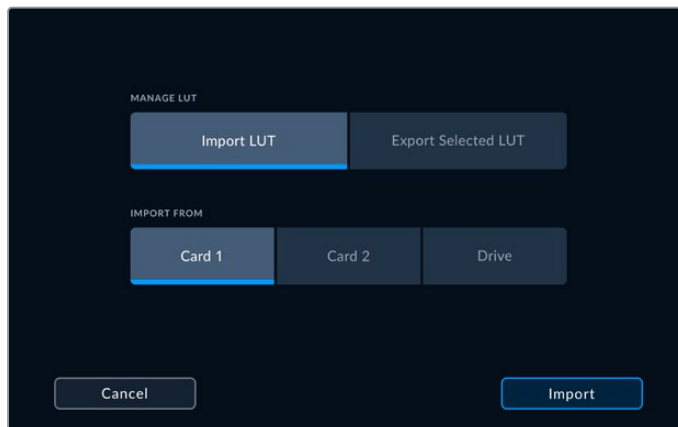 MANAGE LUT
Import LUT Export Selected LUT
IMPORT FROM
Card 1 Card 2 Drive
Cancel Import